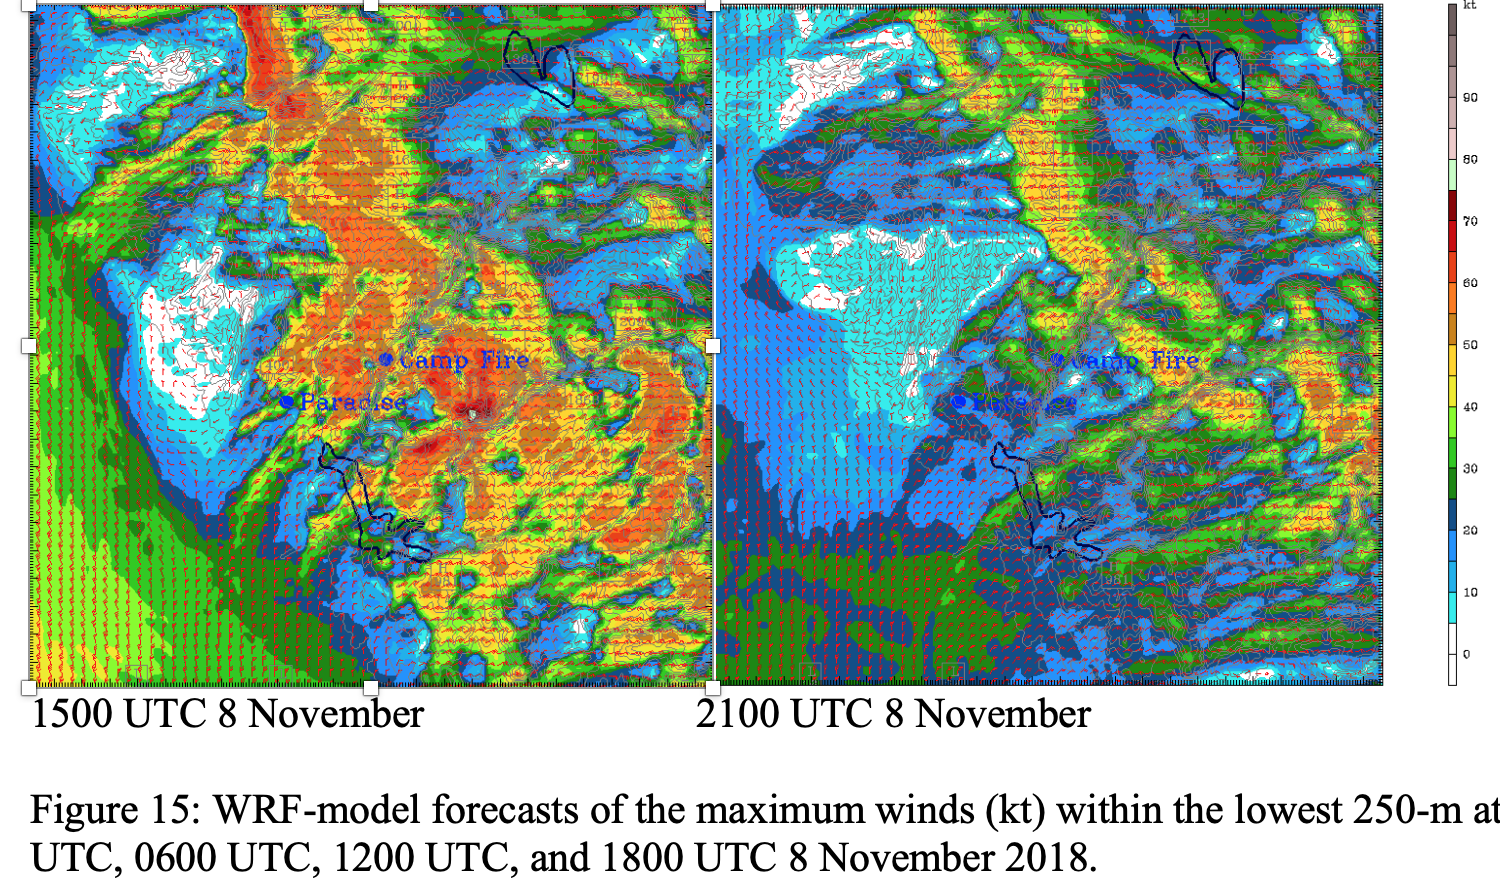 kt
90
80
70
60
50
40
30
20
10
0
Camp Fire
Paradise
Camp Fire
1500 UTC 8 November
2100 UTC 8 November
Figure 15: WRF-model forecasts of the maximum winds (kt) within the lowest 250-m at
UTC, 0600 UTC, 1200 UTC, and 1800 UTC 8 November 2018.